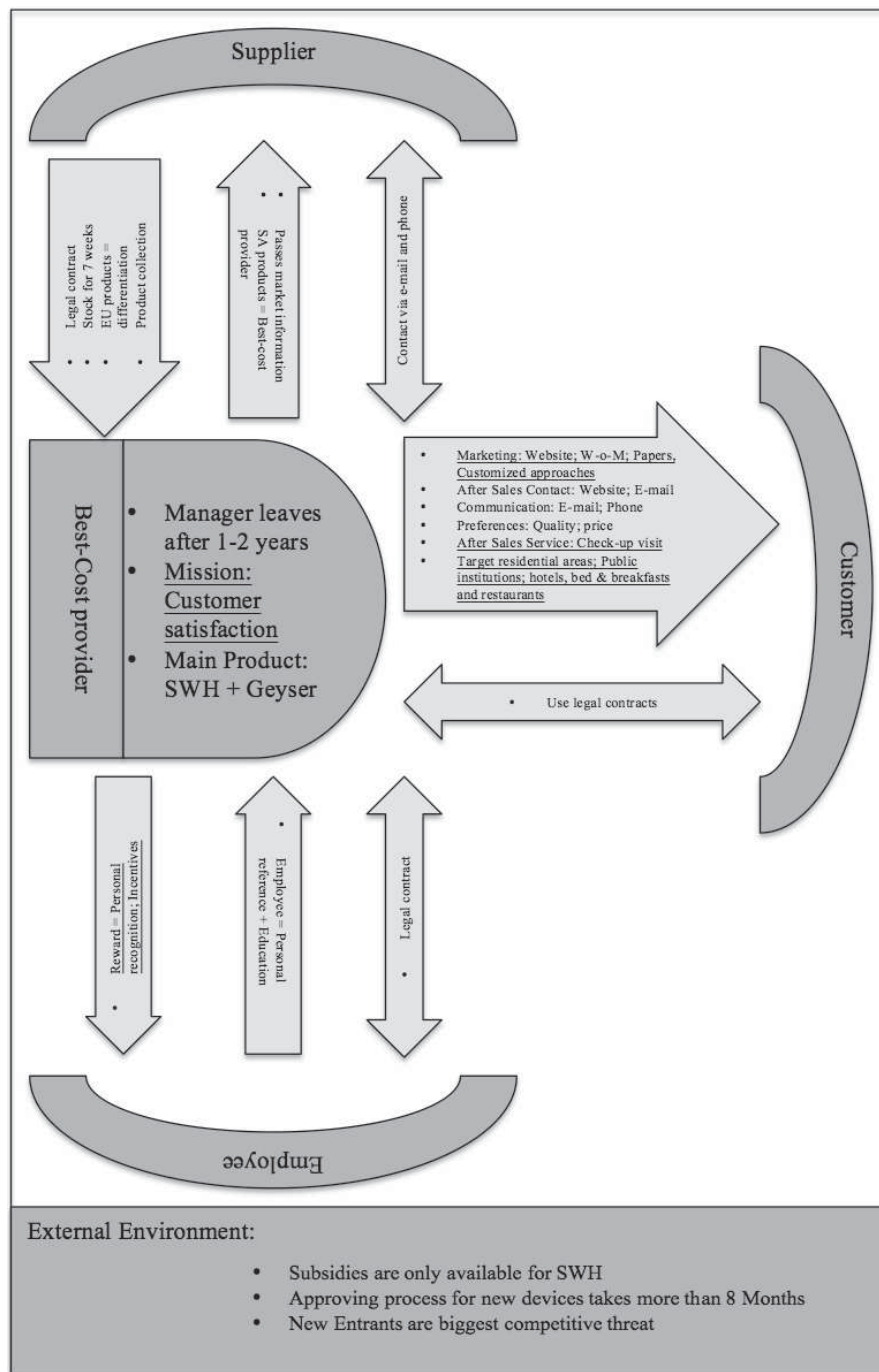 Supplier
Legal contract
Stock for 7 weeks
EU products =
differentiation
Product collection
Passes market information
SA products = Best-cost
provider
Contact via e-mail and phone
Best-Cost provider
Manager leaves
after 1-2 years
Mission:
Customer
satisfaction
Main Product:
SWH + Geyser
Marketing: Website; W-o-M; Papers,
Customized approaches
After Sales Contact: Website; E-mail
Communication: E-mail; Phone
Preferences: Quality; price
After Sales Service: Check-up visit
Target residential areas; Public
institutions; hotels, bed & breakfasts
and restaurants
Customer
Use legal contracts
Reward = Personal
recognition; Incentives
Employee = Personal
reference + Education
Legal contract
Employee
External Environment:
Subsidies are only available for SWH
Approving process for new devices takes more than 8 Months
New Entrants are biggest competitive threat